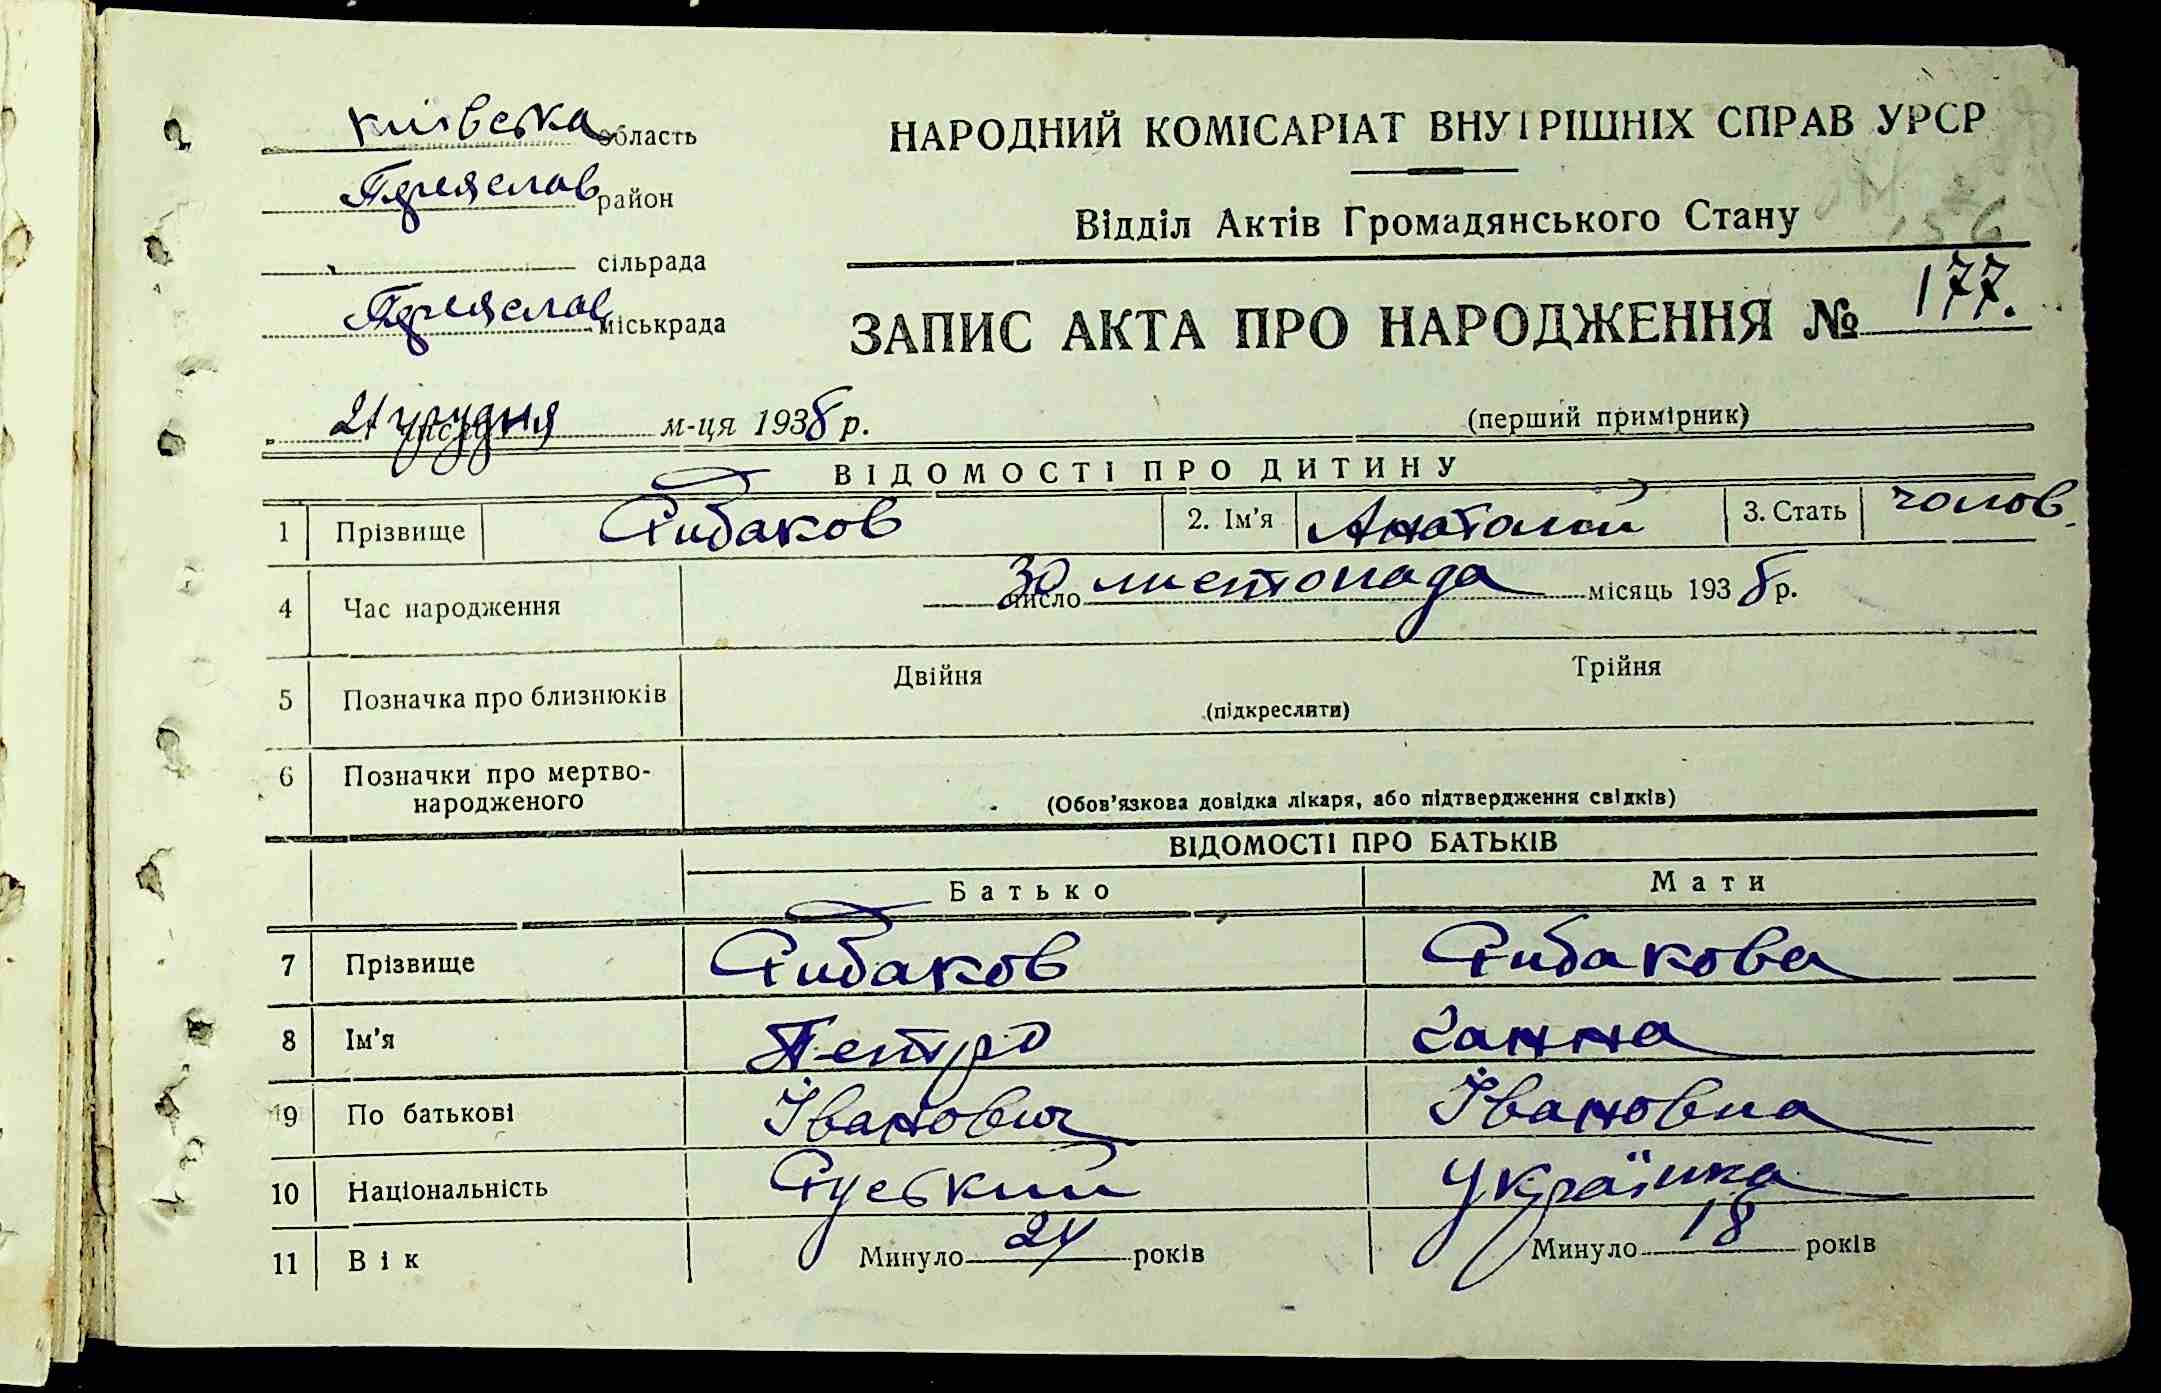 Київська область
НАРОДНИЙ КОМІСАРІАТ ВНУТРІШНІХ СПРАВ УРСР
Переяслав район
Відділ Актів Громадянського Стану
156
сільрада
Переяслав міськрада
ЗАПИС АКТА ПРО НАРОДЖЕННЯ № 177.
21 грудня м-ця 1938 р.
(перший примірник)
ВІДОМОСТІ ПРО ДИТИНУ
1 Прізвище Рибаков 2. Ім'я Анатолій 3. Стать чолов.
4 Час народження 30 число листопада місяць 1938 р.
5 Позначка про близнюків Двійня Трійня
(підкреслити)
6 Позначки про мертво-
народженого
(Обов'язкова довідка лікаря, або підтвердження свідків)
ВІДОМОСТІ ПРО БАТЬКІВ
Батько Мати
7 Прізвище Рибаков Рибакова
8 Ім'я Петро Ганна
9 По батькові Іванович Івановна
10 Національність Руський Українка
11 Вік Минуло 24 років Минуло 18 років